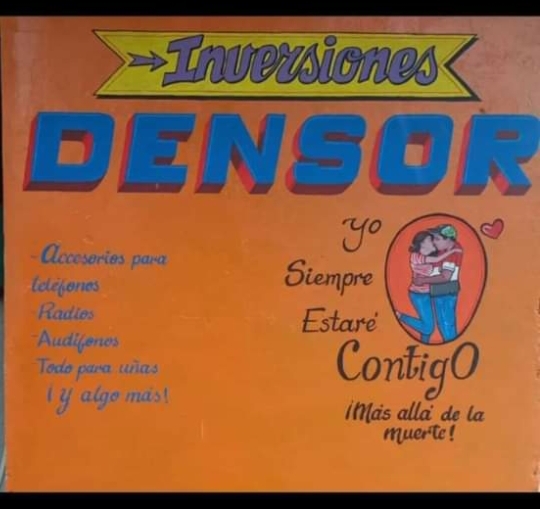 Inversiones
DENSOR
-Accesorios para
teléfonos
-Radios
-Audífonos
Todo para uñas
¡Y algo más!
Yo
Siempre
Estaré
Contigo
¡Más allá de la
muerte!